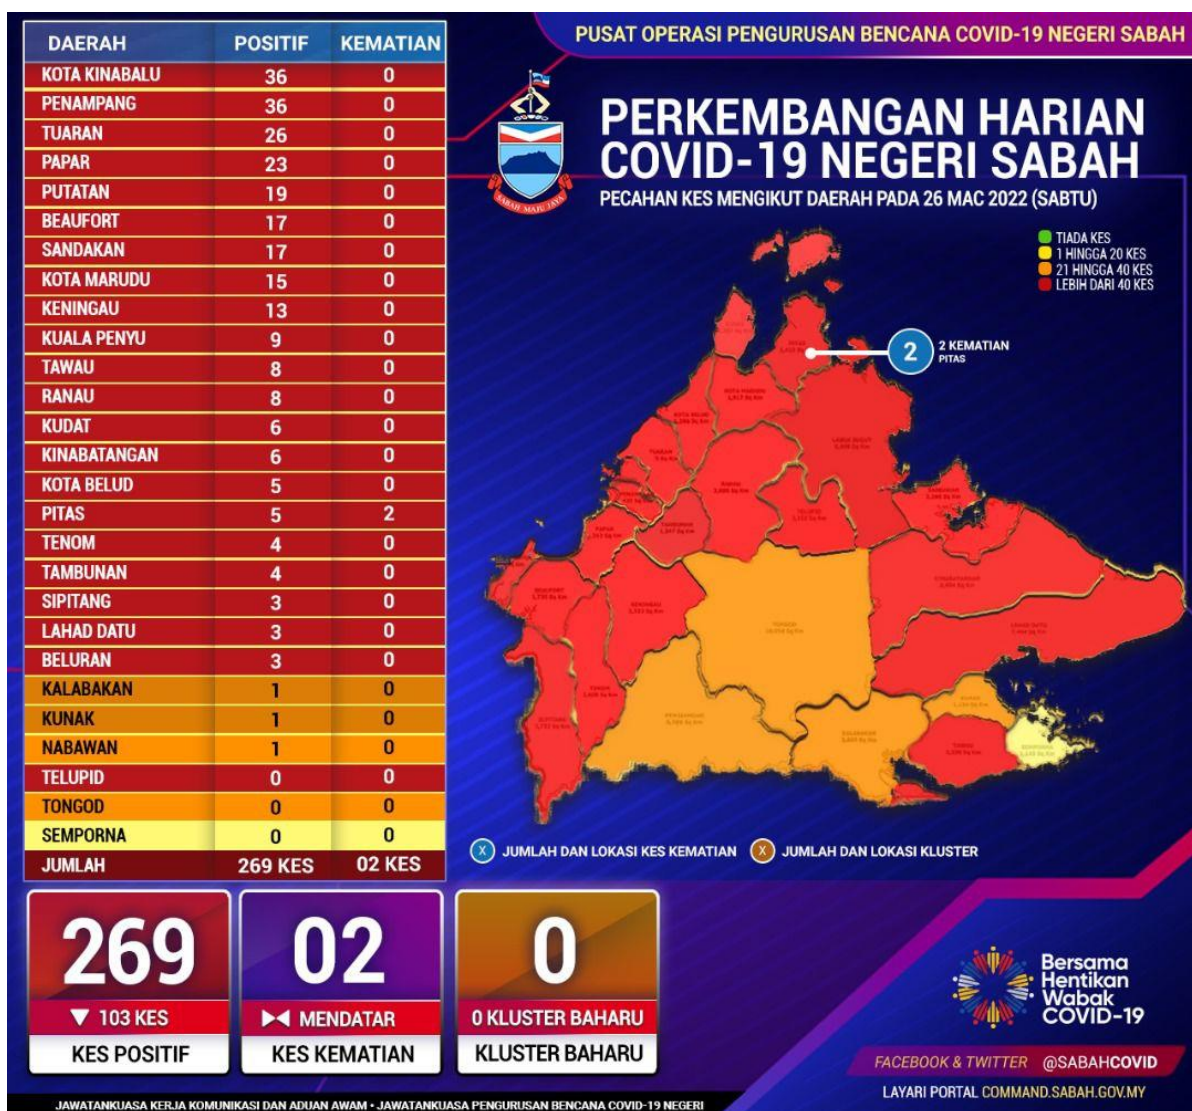 DAERAH POSITIF KEMATIAN
KOTA KINABALU 36 0
PENAMPANG 36 0
TUARAN 26 0
PAPAR 23 0
PUTATAN 19 0
BEAUFORT 17 0
SANDAKAN 17 0
KOTA MARUDU 15 0
KENINGAU 13 0
KUALA PENYU 9 0
TAWAU 8 0
RANAU 8 0
KUDAT 6 0
KINABATANGAN 6 0
KOTA BELUD 5 0
PITAS 5 2
TENOM 4 0
TAMBUNAN 4 0
SIPITANG 3 0
LAHAD DATU 3 0
BELURAN 3 0
KALABAKAN 1 0
KUNAK 1 0
NABAWAN 1 0
TELUPID 0 0
TONGOD 0 0
SEMPORNA 0 0
JUMLAH 269 KES 02 KES
PUSAT OPERASI PENGURUSAN BENCANA COVID-19 NEGERI SABAH
SABAH MAJU JAYA
PERKEMBANGAN HARIAN
COVID-19 NEGERI SABAH
PECAHAN KES MENGIKUT DAERAH PADA 26 MAC 2022 (SABTU)
TIADA KES
1 HINGGA 20 KES
21 HINGGA 40 KES
LEBIH DARI 40 KES
2
2 KEMATIAN
PITAS
X JUMLAH DAN LOKASI KES KEMATIAN
X JUMLAH DAN LOKASI KLUSTER
269
▼ 103 KES
KES POSITIF
02
MENDATAR
KES KEMATIAN
0
0 KLUSTER BAHARU
KLUSTER BAHARU
Bersama
Hentikan
Wabak
COVID-19
FACEBOOK & TWITTER @SABAHCOVID
LAYARI PORTAL COMMAND.SABAH.GOV.MY
JAWATANKUASA KERJA KOMUNIKASI DAN ADUAN AWAM • JAWATANKUASA PENGURUSAN BENCANA COVID-19 NEGERI